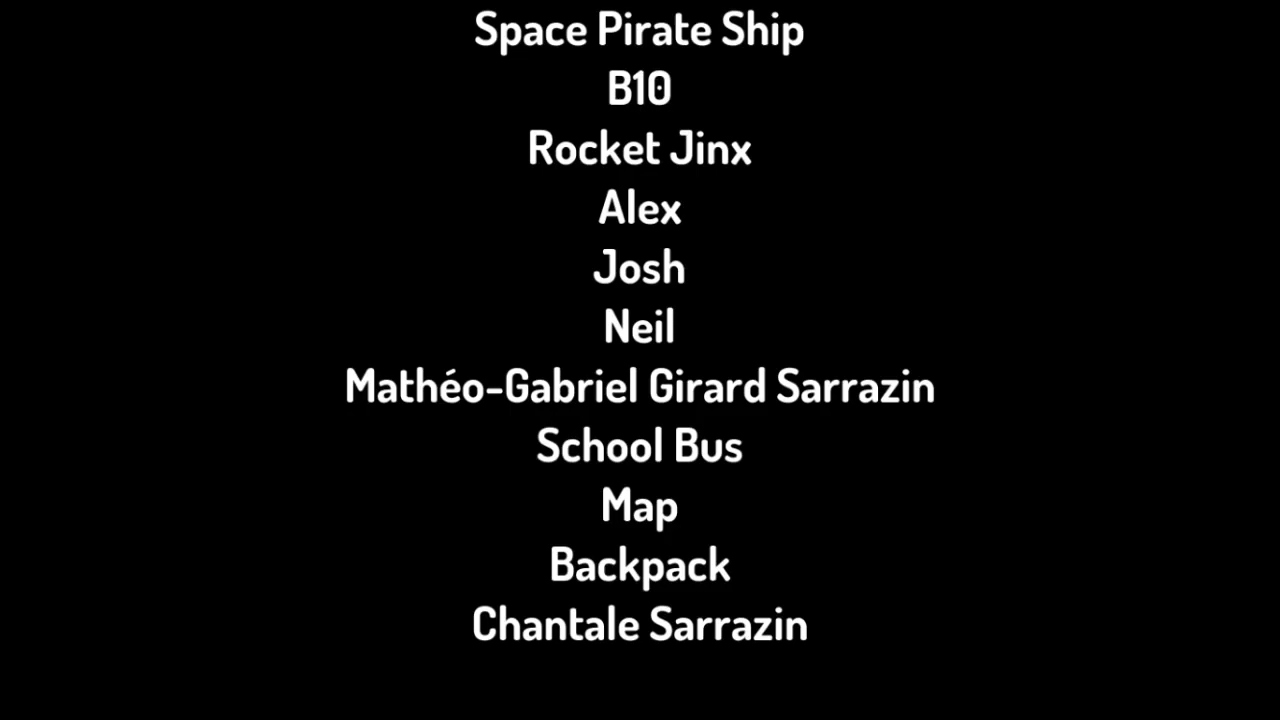 Space Pirate Ship
B10
Rocket Jinx
Alex
Josh
Neil
Mathéo-Gabriel Girard Sarrazin
School Bus
Map
Backpack
Chantale Sarrazin